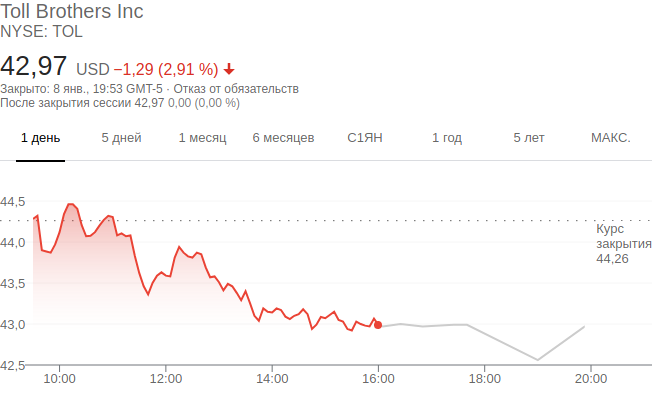 Toll Brothers Inc
NYSE: TOL
42,97 USD −1,29 (2,91 %)
Закрыто: 8 янв., 19:53 GMT-5 · Отказ от обязательств
После закрытия сессии 42,97 0,00 (0,00 %)
1 день 5 дней 1 месяц 6 месяцев С1ЯН 1 год 5 лет МАКС.
44,5
Курс
закрытия
44,26
44,0
43,5
43,0
42,5
10:00 12:00 14:00 16:00 18:00 20:00